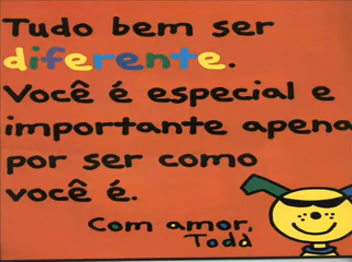 Tudo bem ser
diferente.
Você é especial e
importante apena
por ser como
você é.
Com amor,
Todd